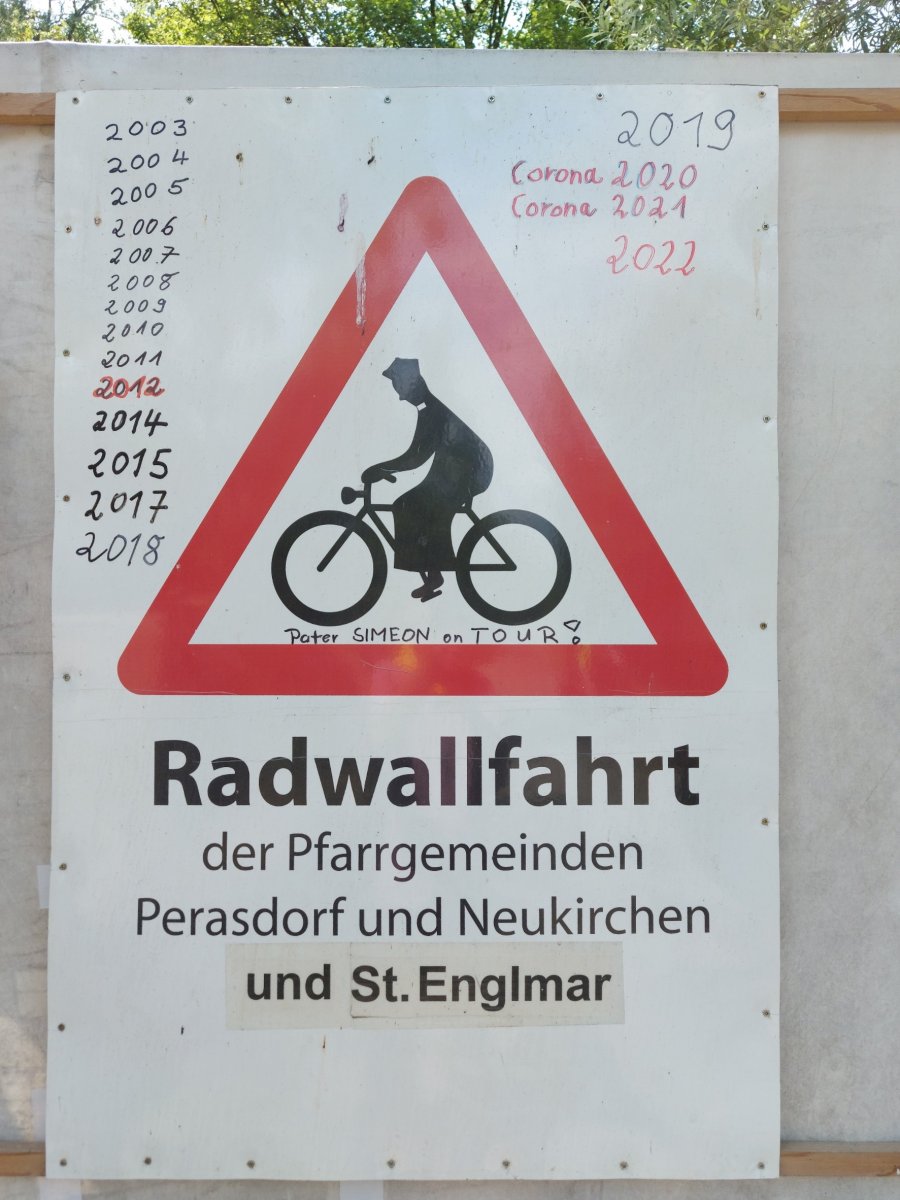 2003
2004
2005
2006
2007
2008
2009
2010
2011
2012
2014
2015
2017
2018
2019
Corona 2020
Corona 2021
2022
Pater SIMEON on TOUR!
Radwallfahrt
der Pfarrgemeinden
Perasdorf und Neukirchen
und St. Englmar